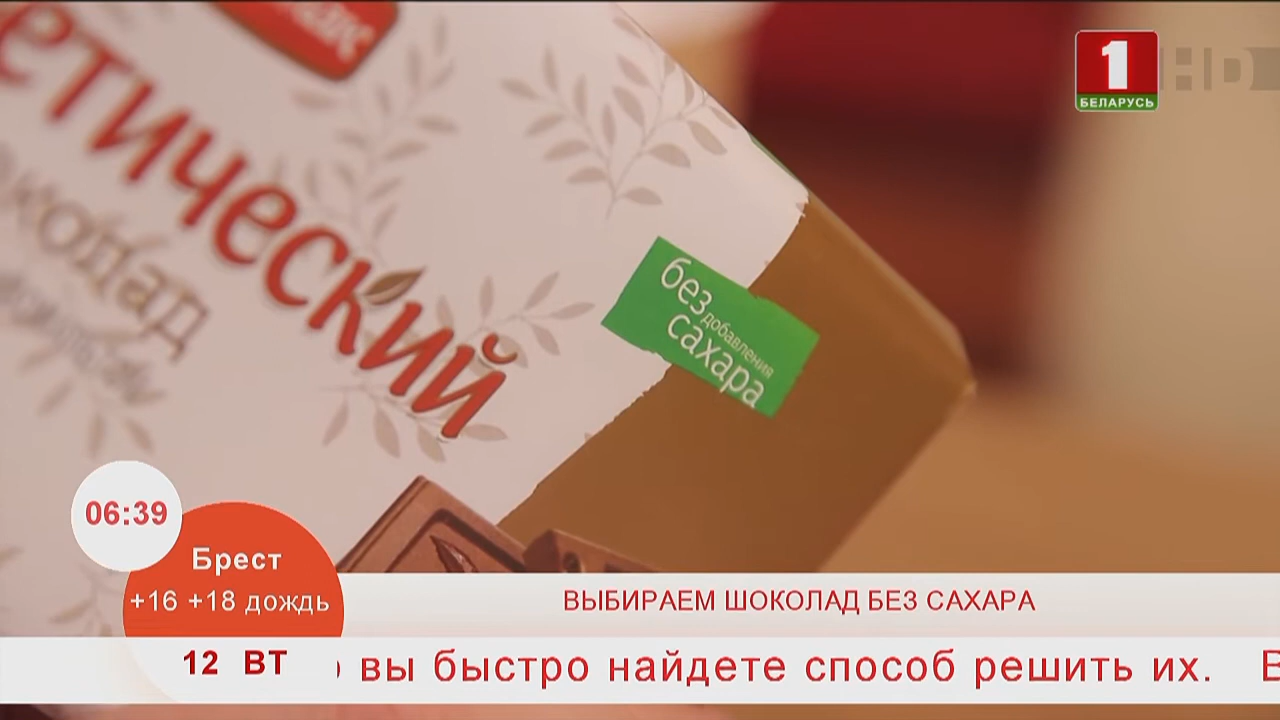 етический
без
добавления
сахара
1
HD
БЕЛАРУСЬ
06:39
Брест
+16 +18 дождь
12 ВТ
ВЫБИРАЕМ ШОКОЛАД БЕЗ САХАРА
вы быстро найдете способ решить их.